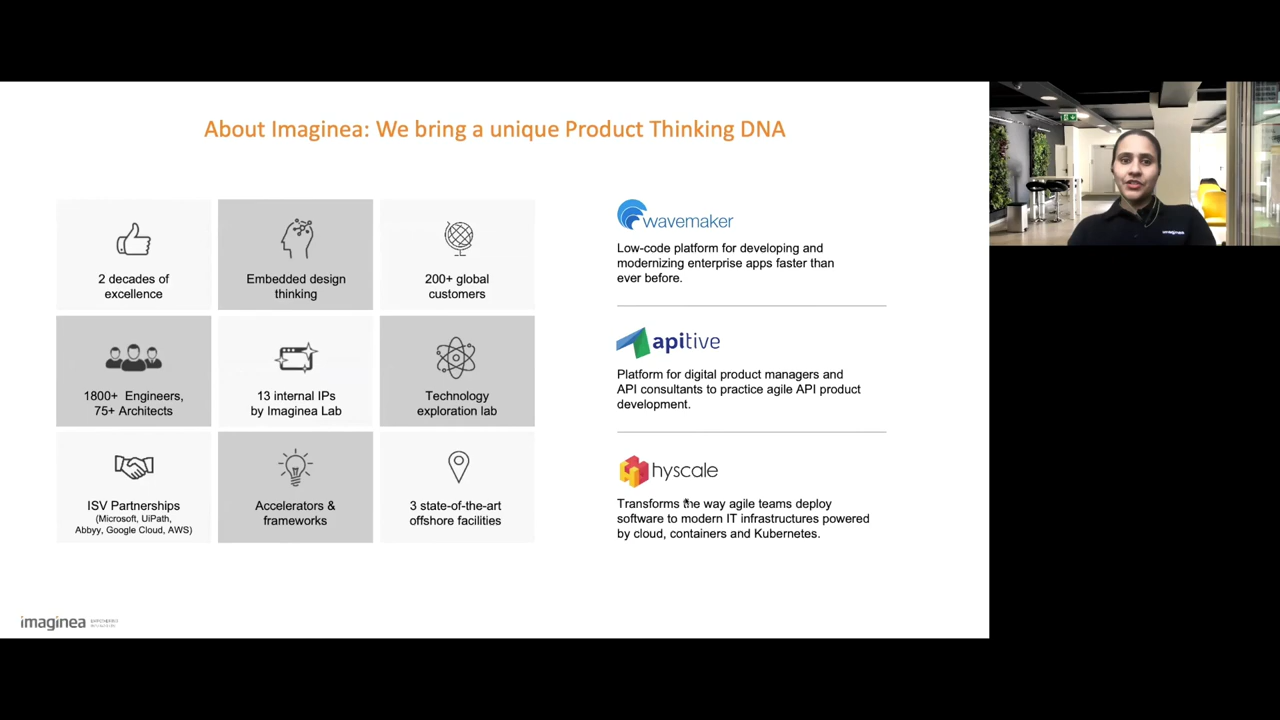 About Imaginea: We bring a unique Product Thinking DNA
2 decades of
excellence
Embedded design
thinking
200+ global
customers
1800+ Engineers,
75+ Architects
13 internal IPs
by Imaginea Lab
Technology
exploration lab
ISV Partnerships
(Microsoft, UiPath,
Abbyy, Google Cloud, AWS)
Accelerators &
frameworks
3 state-of-the-art
offshore facilities
wavemaker
Low-code platform for developing and
modernizing enterprise apps faster than
ever before.
apitive
Platform for digital product managers and
API consultants to practice agile API product
development.
hyscale
Transforms the way agile teams deploy
software to modern IT infrastructures powered
by cloud, containers and Kubernetes.
imaginea
imaginea